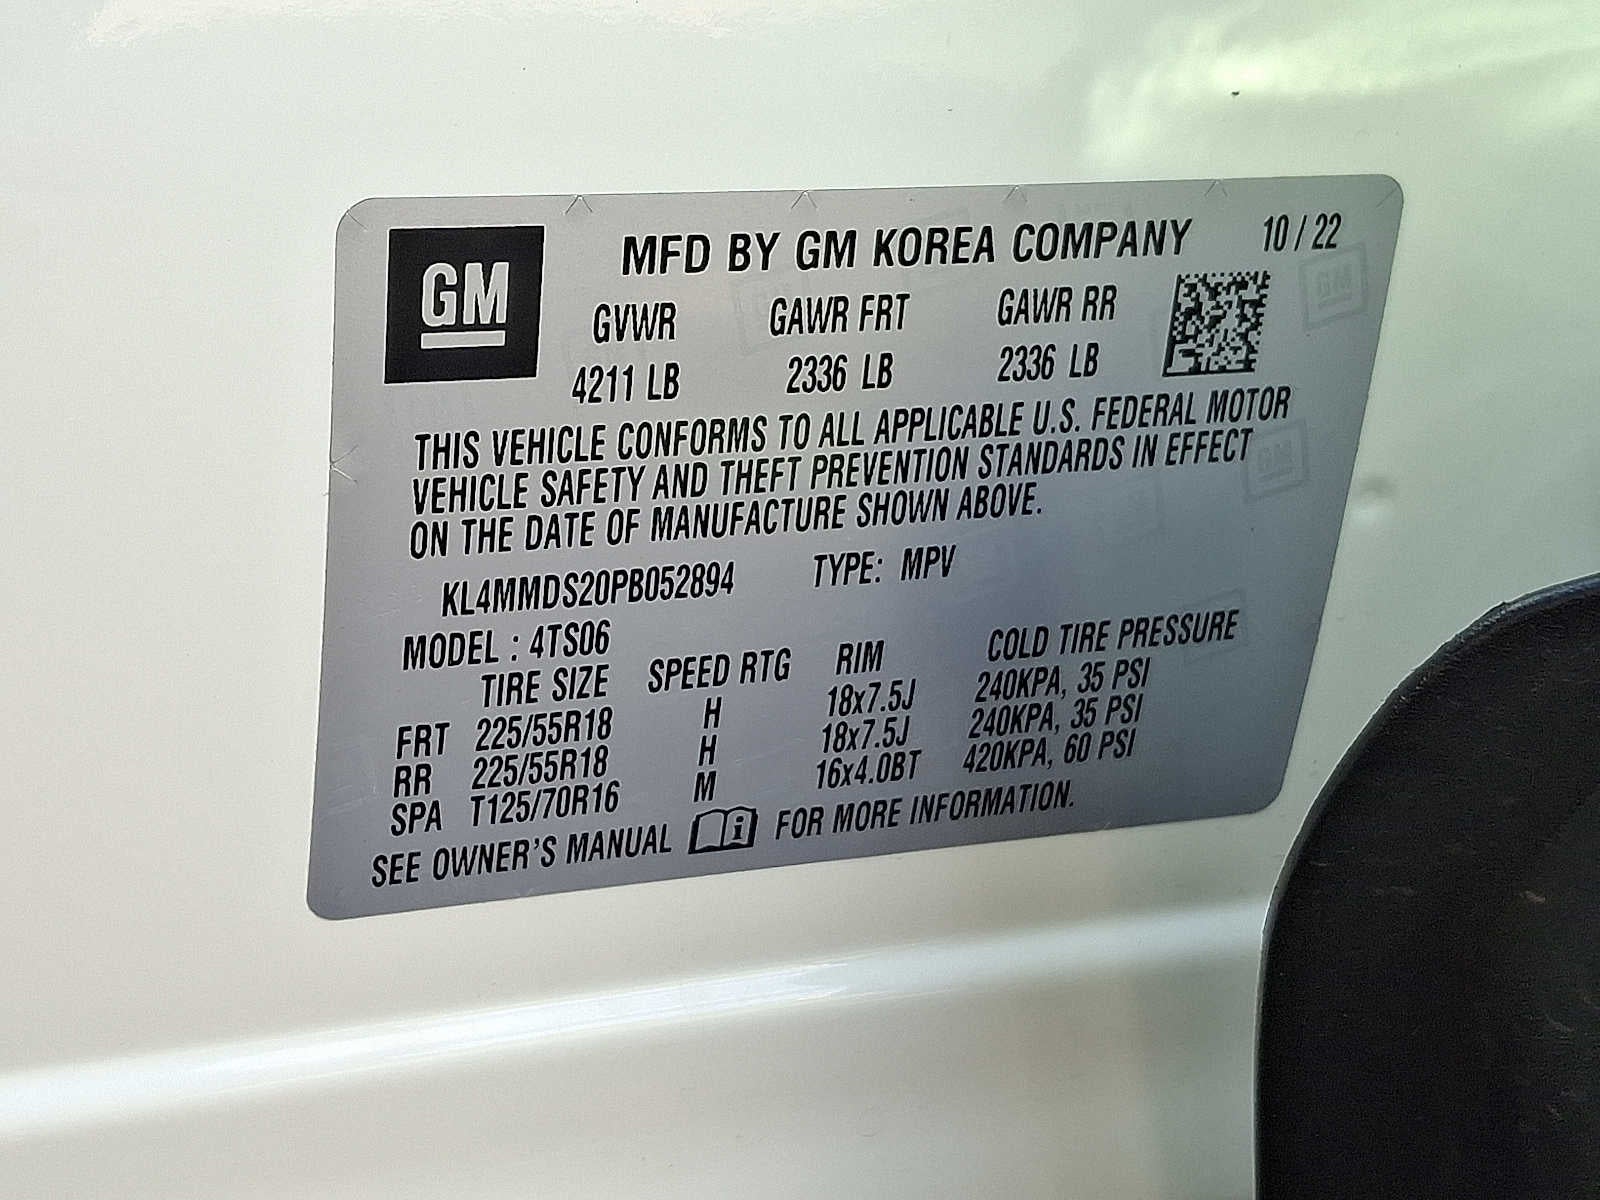 GM
MFD BY GM KOREA COMPANY 10 / 22
GVWR GAWR FRT GAWR RR
4211 LB 2336 LB 2336 LB
THIS VEHICLE CONFORMS TO ALL APPLICABLE U.S. FEDERAL MOTOR
VEHICLE SAFETY AND THEFT PREVENTION STANDARDS IN EFFECT
ON THE DATE OF MANUFACTURE SHOWN ABOVE.
KL4MMDS20PB052894 TYPE: MPV
MODEL : 4TS06
TIRE SIZE SPEED RTG RIM COLD TIRE PRESSURE
FRT 225/55R18 H 18x7.5J 240KPA, 35 PSI
RR 225/55R18 H 18x7.5J 240KPA, 35 PSI
SPA T125/70R16 M 16x4.0BT 420KPA, 60 PSI
SEE OWNER'S MANUAL FOR MORE INFORMATION.